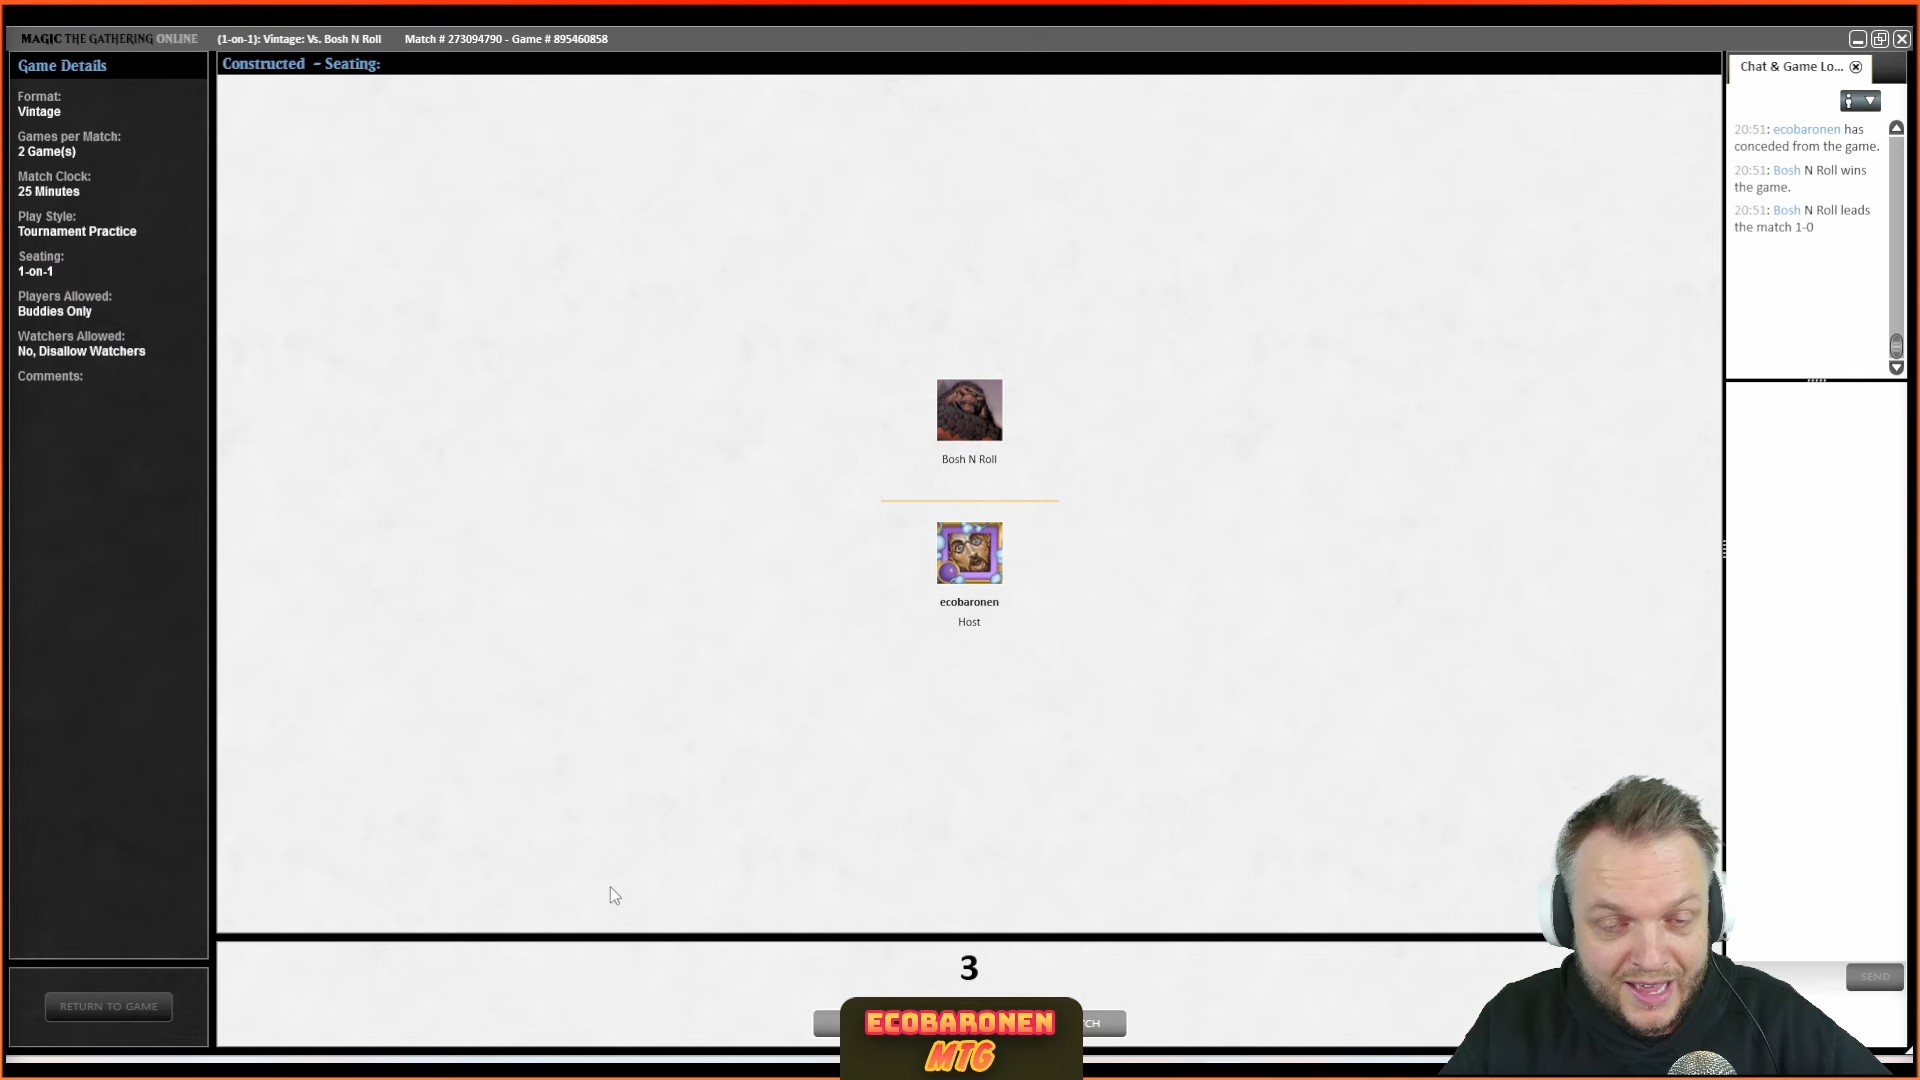 MAGIC THE GATHERING ONLINE
(1-on-1): Vintage: Vs. Bosh N Roll
Match # 273094790 - Game # 895460858
Game Details
Format:
Vintage
Games per Match:
2 Game(s)
Match Clock:
25 Minutes
Play Style:
Tournament Practice
Seating:
1-on-1
Players Allowed:
Buddies Only
Watchers Allowed:
No, Disallow Watchers
Comments:
RETURN TO GAME
Constructed - Seating:
Bosh N Roll
ecobaronen
Host
3
ECOBARONEN
MTG
Chat & Game Lo...
20:51: ecobaronen has
conceded from the game.
20:51: Bosh N Roll wins
the game.
20:51: Bosh N Roll leads
the match 1-0
SEND